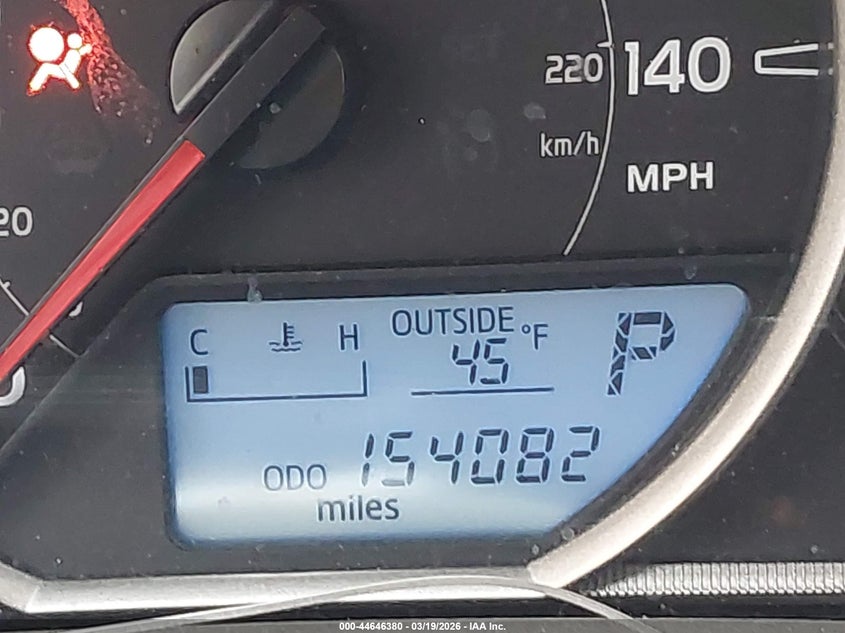 220 140
km/h
MPH
20
OUTSIDE
C H 45 °F P
ODO 154082
miles
000-44646380 - 03/19/2026 - IAA Inc.